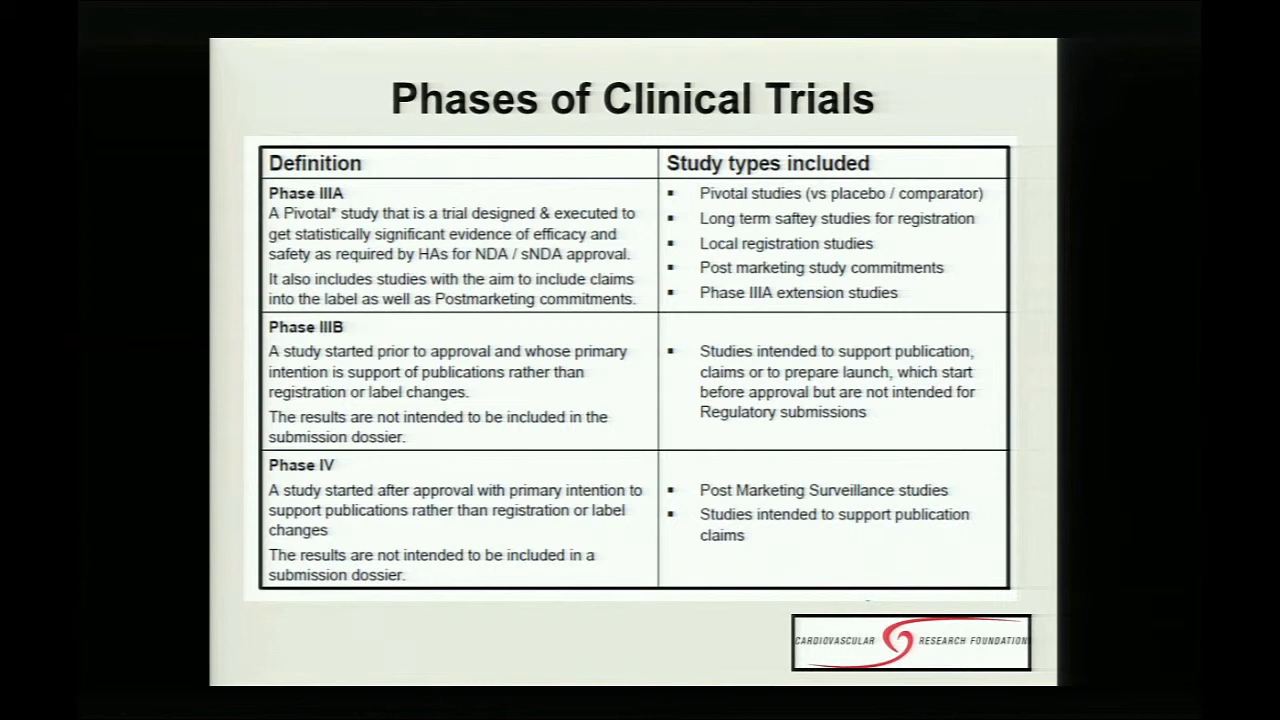 Phases of Clinical Trials
Definition
Study types included
Phase IIIA
A Pivotal* study that is a trial designed & executed to
get statistically significant evidence of efficacy and
safety as required by HAs for NDA / sNDA approval.
It also includes studies with the aim to include claims
into the label as well as Postmarketing commitments.
▪ Pivotal studies (vs placebo / comparator)
▪ Long term saftey studies for registration
▪ Local registration studies
▪ Post marketing study commitments
▪ Phase IIIA extension studies
Phase IIIB
A study started prior to approval and whose primary
intention is support of publications rather than
registration or label changes.
The results are not intended to be included in the
submission dossier.
▪ Studies intended to support publication,
claims or to prepare launch, which start
before approval but are not intended for
Regulatory submissions
Phase IV
A study started after approval with primary intention to
support publications rather than registration or label
changes
The results are not intended to be included in a
submission dossier.
▪ Post Marketing Surveillance studies
▪ Studies intended to support publication
claims
CARDIOVASCULAR RESEARCH FOUNDATION